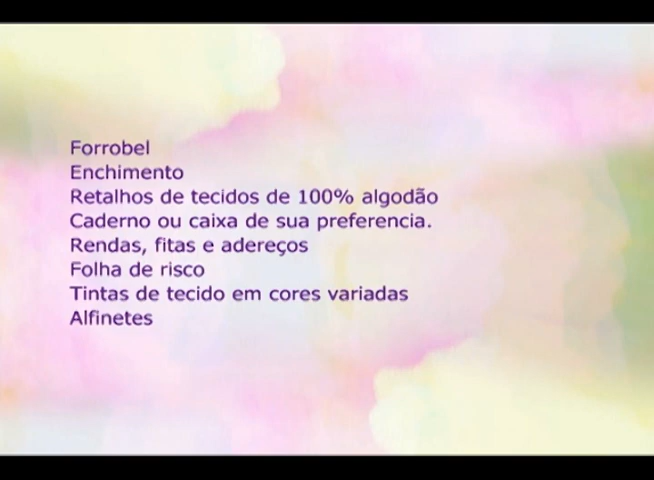 Forrobel
Enchimento
Retalhos de tecidos de 100% algodão
Caderno ou caixa de sua preferencia.
Rendas, fitas e adereços
Folha de risco
Tintas de tecido em cores variadas
Alfinetes